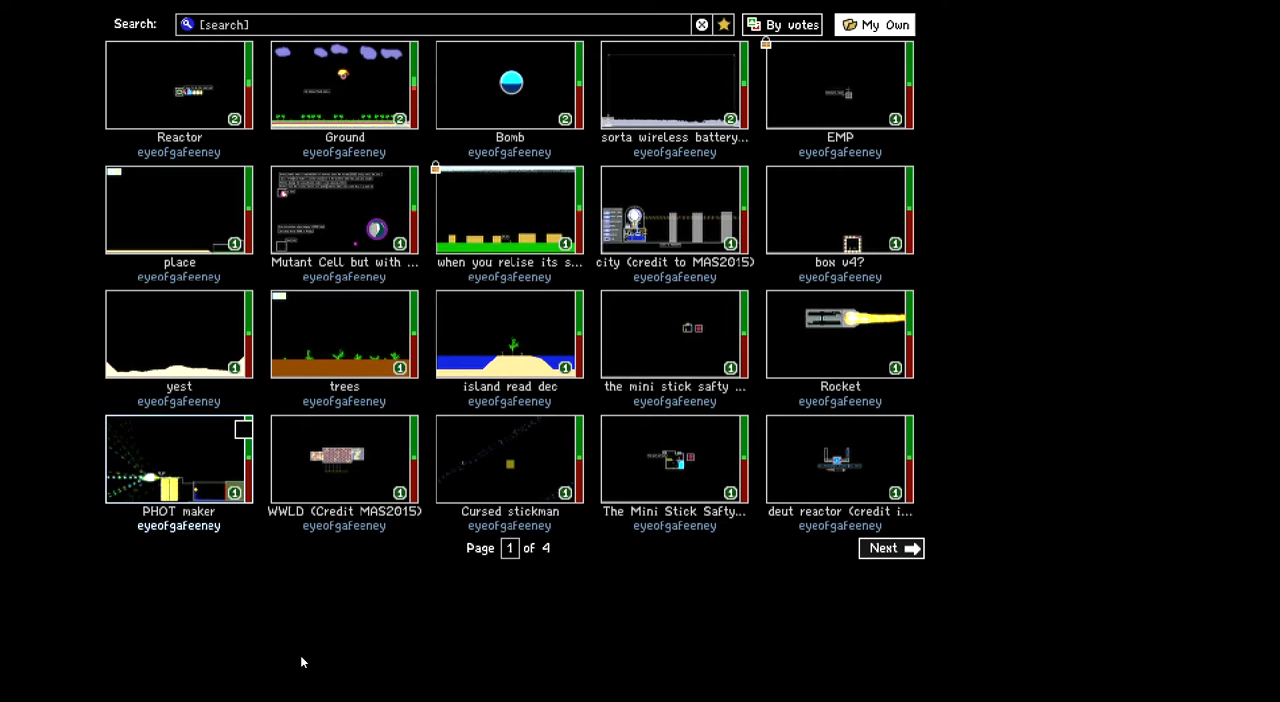 Search: [search] By votes My Own
2 2 2 2 1
Reactor Ground Bomb sorta wireless battery... EMP
eyeofgafeeney eyeofgafeeney eyeofgafeeney eyeofgafeeney eyeofgafeeney
1 1 1 1 1
place Mutant Cell but with ... when you relise its s... city (credit to MAS2015) box v4?
eyeofgafeeney eyeofgafeeney eyeofgafeeney eyeofgafeeney eyeofgafeeney
1 1 1 1 1
yest trees island read dec the mini stick safty ... Rocket
eyeofgafeeney eyeofgafeeney eyeofgafeeney eyeofgafeeney eyeofgafeeney
1 1 1 1 1
PHOT maker WWLD (Credit MAS2015) Cursed stickman The Mini Stick Safty... deut reactor (credit i...
eyeofgafeeney eyeofgafeeney eyeofgafeeney eyeofgafeeney eyeofgafeeney
Page 1 of 4 Next